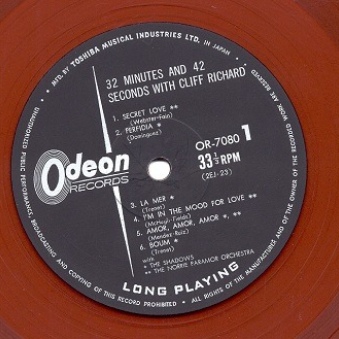 MFD. BY TOSHIBA MUSICAL INDUSTRIES LTD. IN JAPAN
32 MINUTES AND 42
SECONDS WITH CLIFF RICHARD
1. SECRET LOVE **
(Webster-Fain)
2. PERFIDIA *
(Dominguez)
Odeon
RECORDS
OR-7080 1
33⅓ RPM
(2EJ-23)
3. LA MER *
(Trenet)
4. I'M IN THE MOOD FOR LOVE **
(McHugh, Fields)
5. AMOR, AMOR, AMOR *, **
(Mendez-Ruiz)
6. BOUM *
(Trenet)
with
* THE SHADOWS
** THE NORRIE PARAMOR ORCHESTRA
LONG PLAYING
UNAUTHORIZED PUBLIC PERFORMANCE, BROADCASTING AND COPYING OF THIS RECORD PROHIBITED • ALL RIGHTS OF THE MANUFACTURER AND OF THE OWNER OF THE RECORDED WORK ARE RESERVED